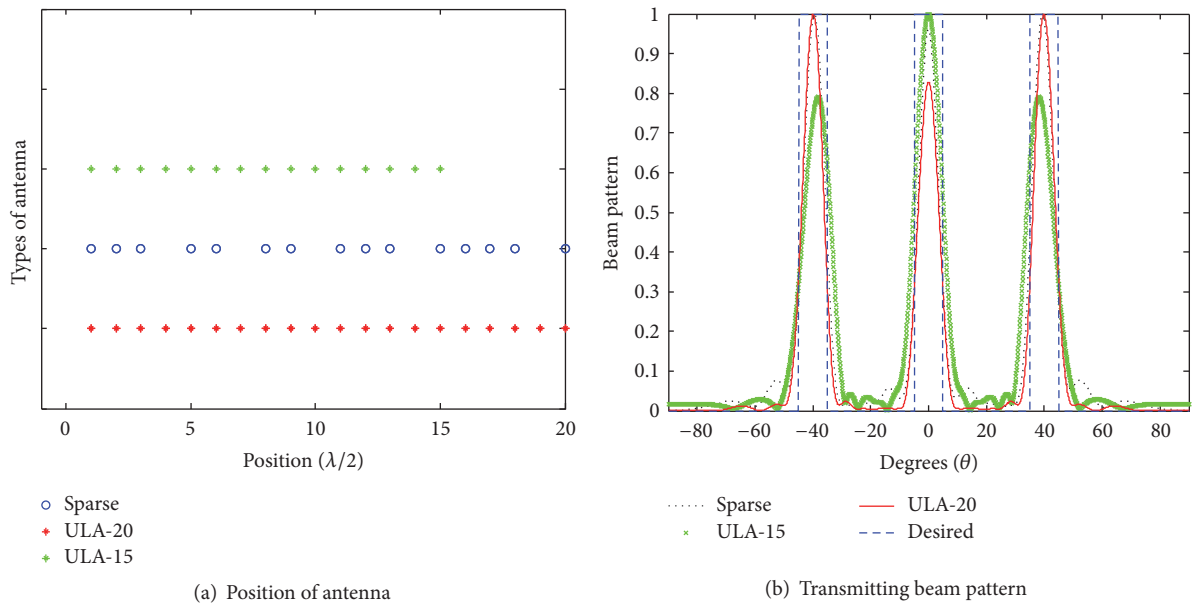 Types of antenna
0
5
10
15
20
Position (λ/2)
Sparse
ULA-20
ULA-15
(a) Position of antenna
1
0.9
0.8
0.7
0.6
0.5
0.4
0.3
0.2
0.1
0
Beam pattern
−80
−60
−40
−20
0
20
40
60
80
Degrees (θ)
Sparse
ULA-15
ULA-20
Desired
(b) Transmitting beam pattern